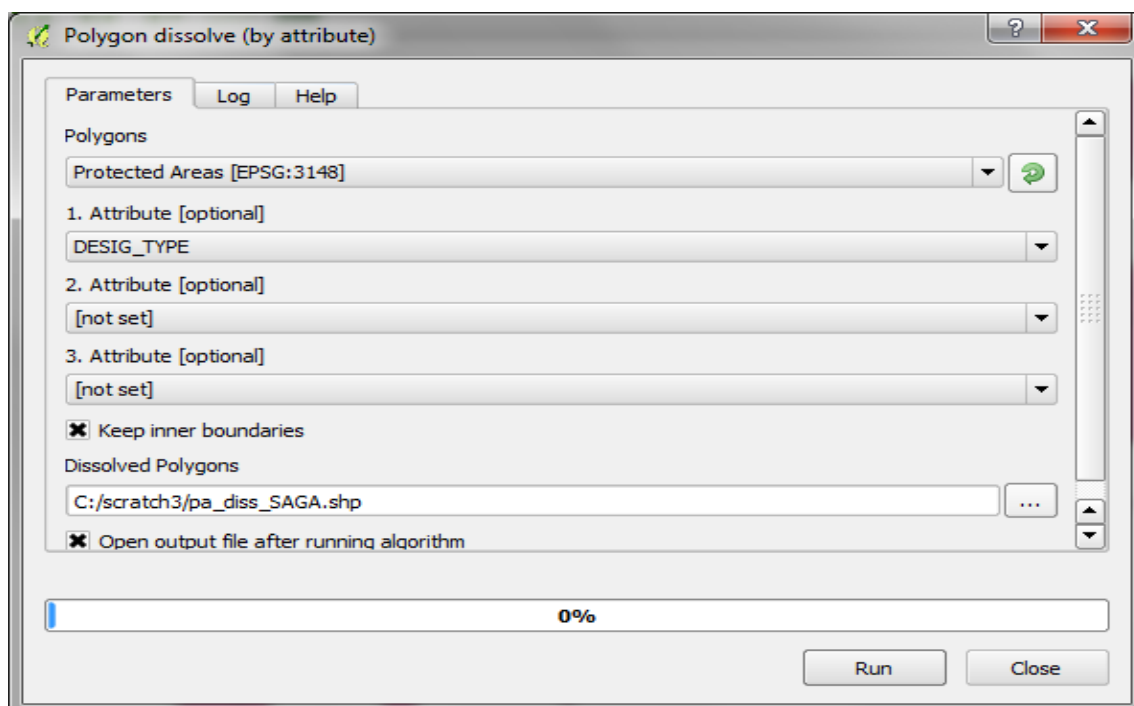 Polygon dissolve (by attribute)
Parameters Log Help
Polygons
Protected Areas [EPSG:3148]
1. Attribute [optional]
DESIG_TYPE
2. Attribute [optional]
[not set]
3. Attribute [optional]
[not set]
Keep inner boundaries
Dissolved Polygons
C:/scratch3/pa_diss_SAGA.shp
...
Open output file after running algorithm
0%
Run Close